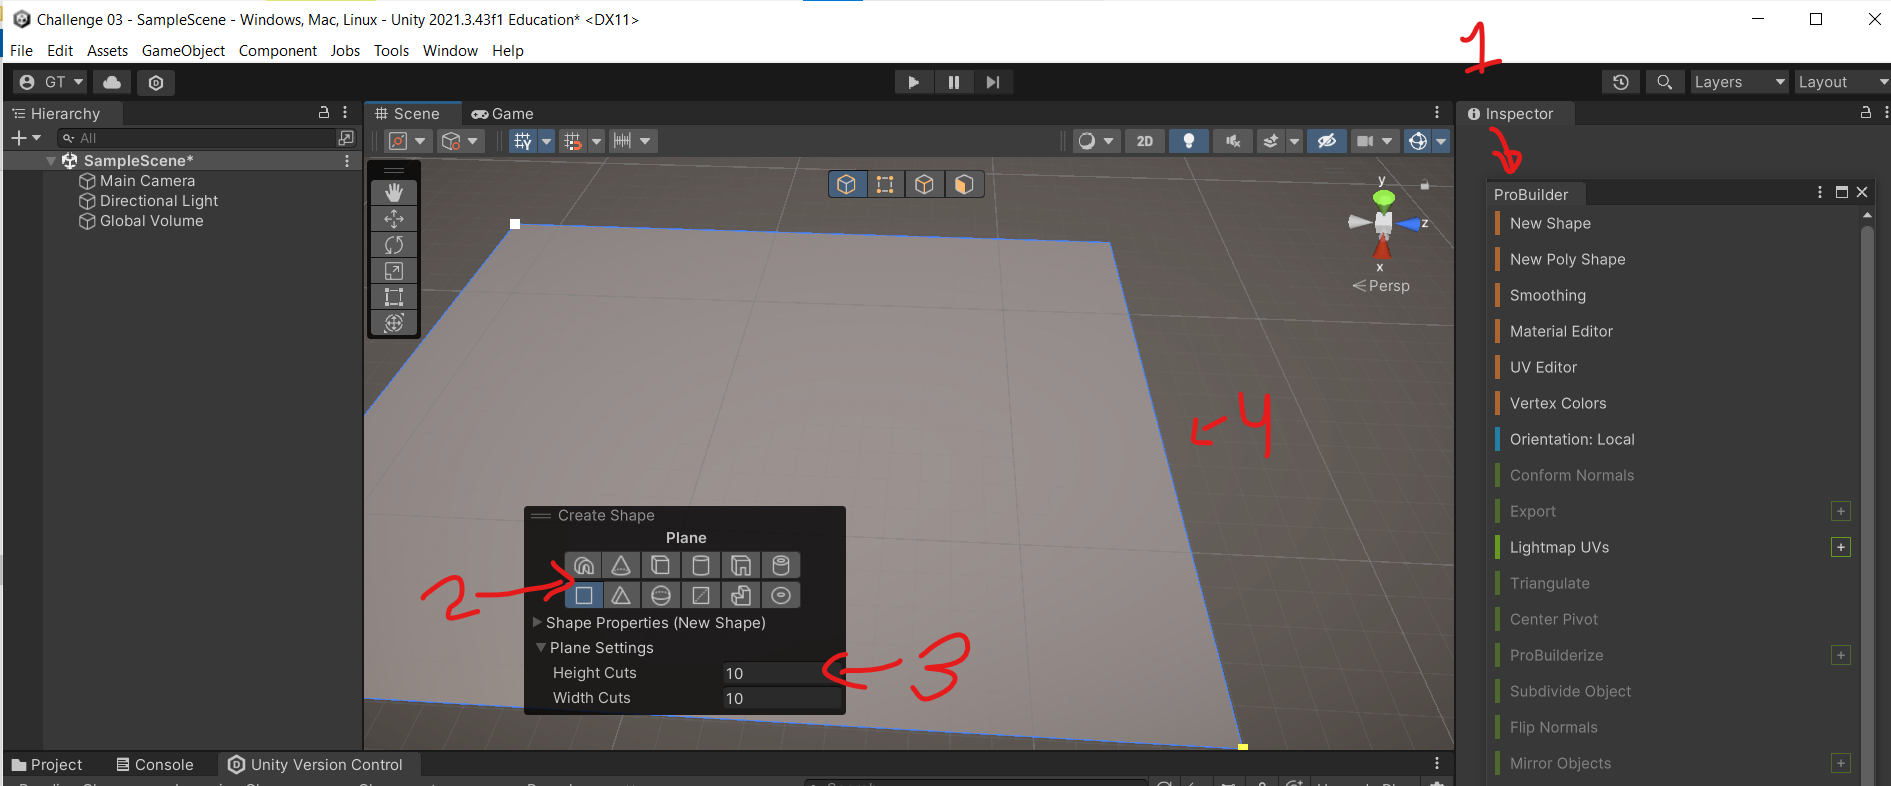 Challenge 03 - SampleScene - Windows, Mac, Linux - Unity 2021.3.43f1 Education* <DX11>
File Edit Assets GameObject Component Jobs Tools Window Help
1
GT
Layers
Layout
Hierarchy
Scene
Game
Inspector
All
2D
SampleScene*
Main Camera
Directional Light
Global Volume
y
z
x
Persp
ProBuilder
New Shape
New Poly Shape
Smoothing
Material Editor
UV Editor
Vertex Colors
Orientation: Local
Conform Normals
Export +
Lightmap UVs +
Triangulate
Center Pivot
ProBuilderize +
Subdivide Object
Flip Normals
Mirror Objects +
4
Create Shape
Plane
2
Shape Properties (New Shape)
Plane Settings
Height Cuts 10
3
Width Cuts 10
Project
Console
Unity Version Control